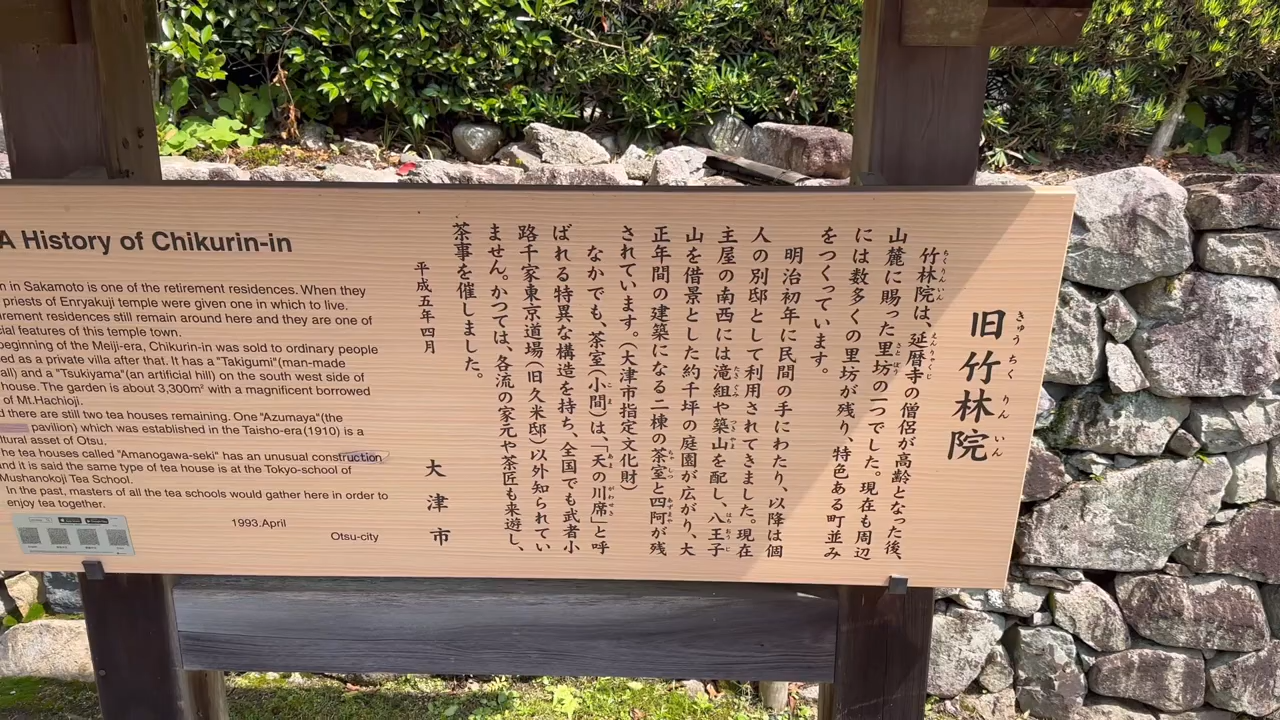 旧竹林院
きゅうちくりんいん
竹林院は、延暦寺の僧侶が高齢となった後、
山麓に賜った里坊の一つでした。現在も周辺
には数多くの里坊が残り、特色ある町並み
をつくっています。
明治初年に民間の手にわたり、以降は個
人の別邸として利用されてきました。現在
主屋の南西には滝組や築山を配し、八王子
山を借景とした約千坪の庭園が広がり、大
正年間の建築になる二棟の茶室と四阿が残
されています。(大津市指定文化財)
なかでも、茶室(小間)は、「天の川席」と呼
ばれる特異な構造を持ち、全国でも武者小
路千家東京道場(旧久米邸)以外知られてい
ません。かつては、各流の家元や茶匠も来遊し、
茶事を催しました。
平成五年四月
大津市
A History of Chikurin-in
n in Sakamoto is one of the retirement residences. When they
priests of Enryakuji temple were given one in which to live.
irement residences still remain around here and they are one of
cial features of this temple town.
beginning of the Meiji-era, Chikurin-in was sold to ordinary people
ed as a private villa after that. It has a "Takigumi"(man-made
all) and a "Tsukiyama"(an artificial hill) on the south west side of
house. The garden is about 3,300m² with a magnificent borrowed
of Mt.Hachioji.
d there are still two tea houses remaining. One "Azumaya"(the
pavilion) which was established in the Taisho-era(1910) is a
ltural asset of Otsu.
he tea houses called "Amanogawa-seki" has an unusual construction
nd it is said the same type of tea house is at the Tokyo-school of
Mushanokoji Tea School.
In the past, masters of all the tea schools would gather here in order to
enjoy tea together.
1993.April
Otsu-city